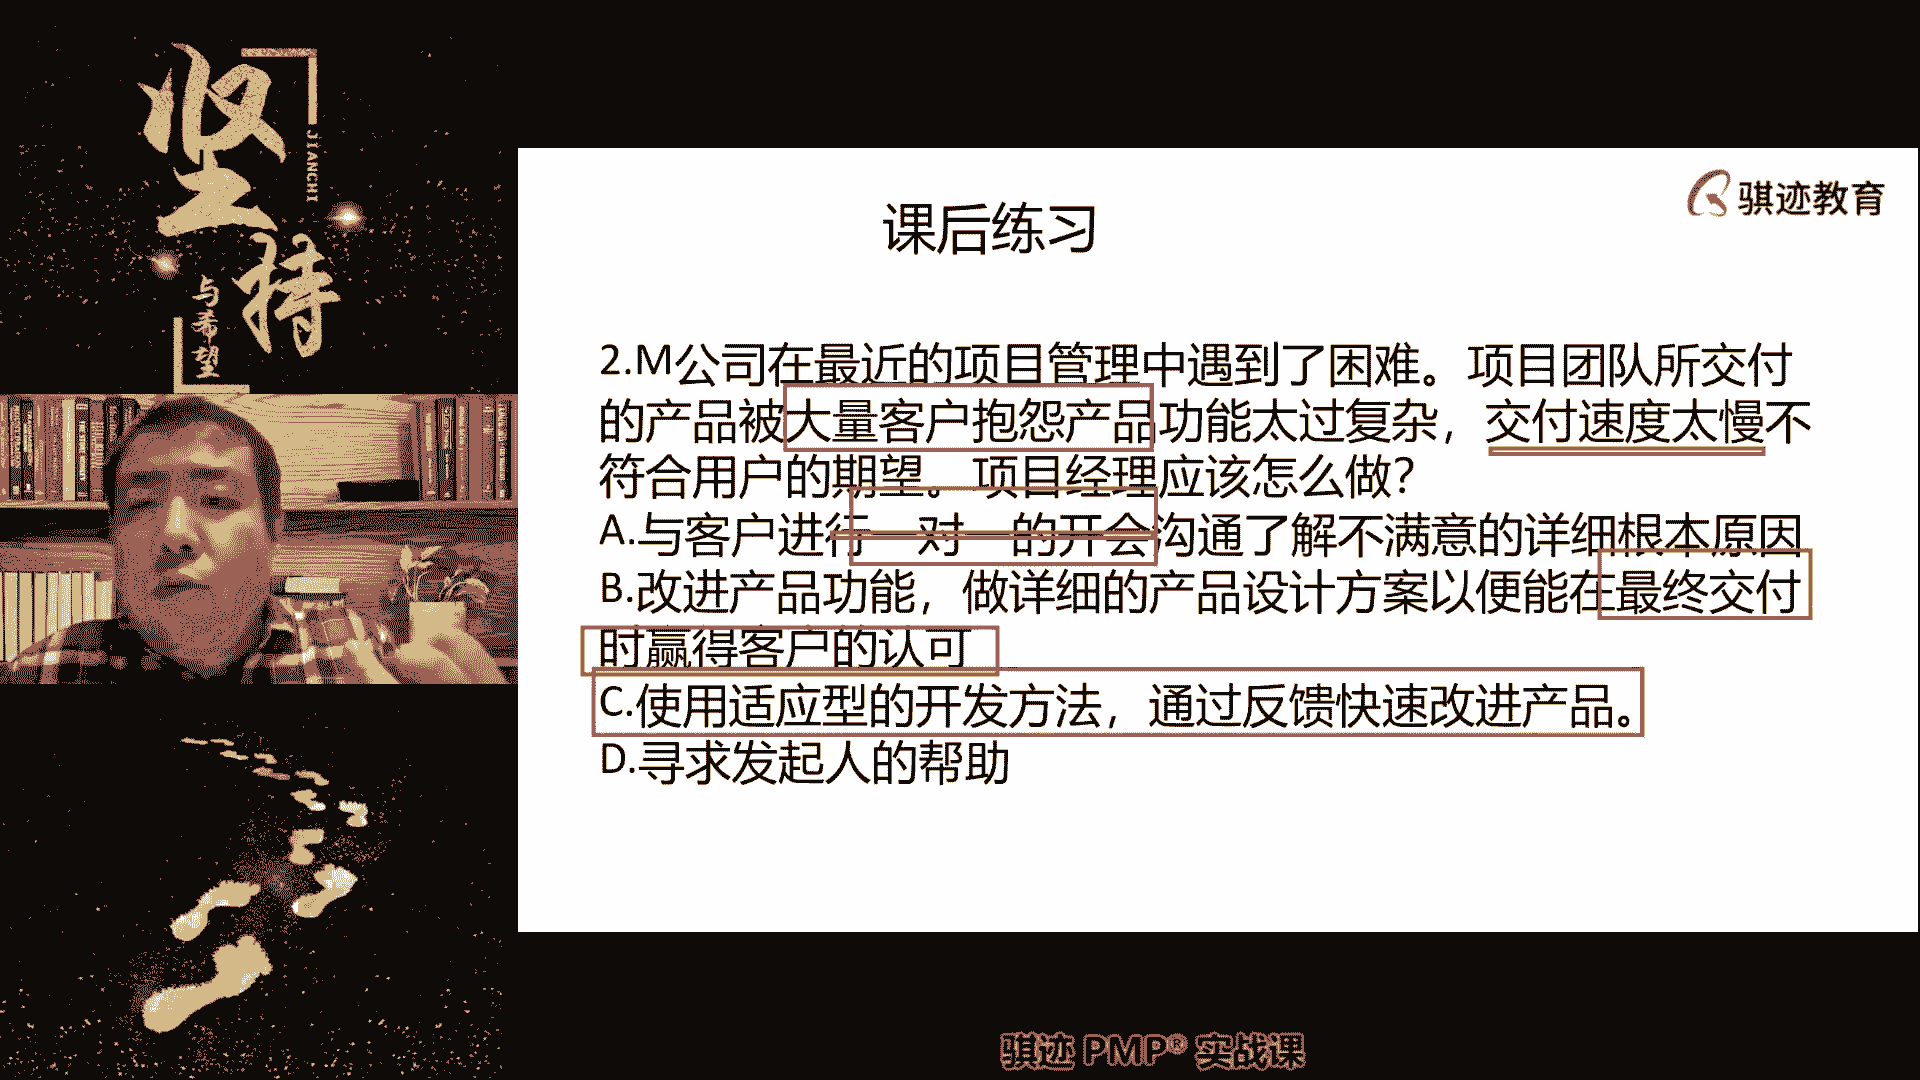 坚持
JIANCHI
与希望
骐迹教育
课后练习
2.M公司在最近的项目管理中遇到了困难。项目团队所交付
的产品被大量客户抱怨产品功能太过复杂，交付速度太慢不
符合用户的期望。项目经理应该怎么做？
A.与客户进行一对一的开会沟通了解不满意的详细根本原因
B.改进产品功能，做详细的产品设计方案以便能在最终交付
时赢得客户的认可
C.使用适应型的开发方法，通过反馈快速改进产品。
D.寻求发起人的帮助
骐迹 PMP® 实战课